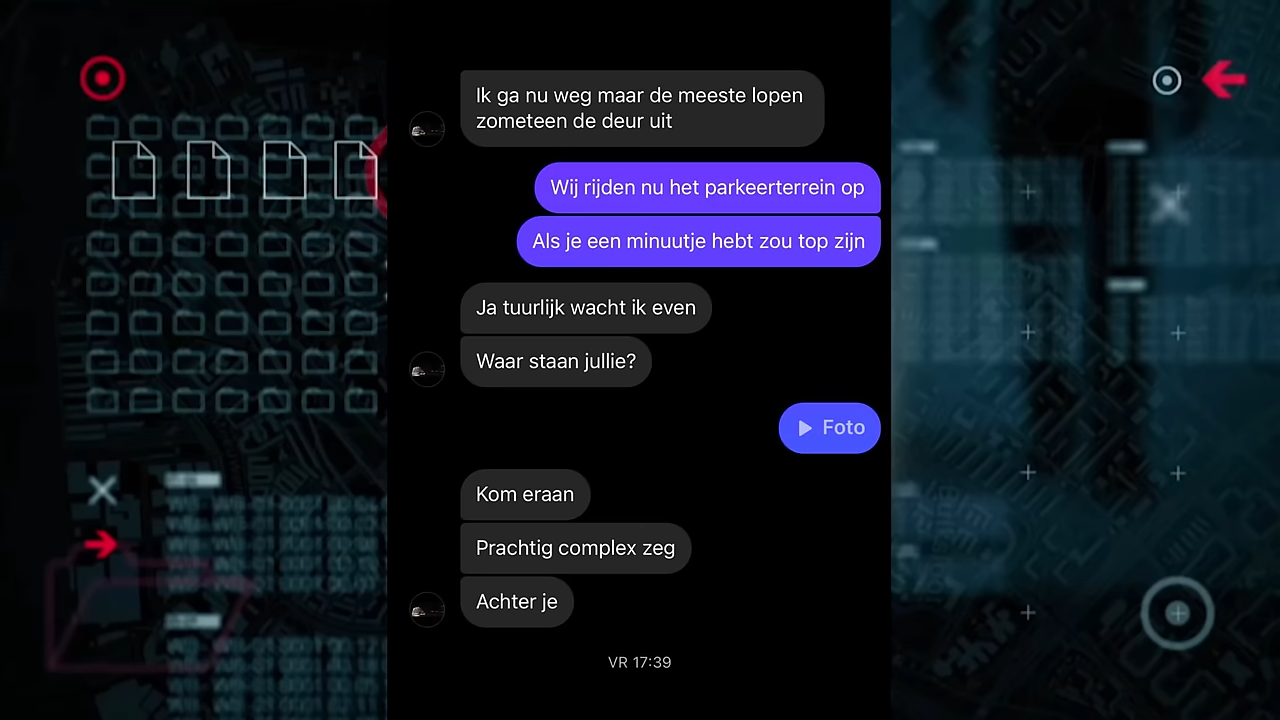 Ik ga nu weg maar de meeste lopen
zometeen de deur uit
Wij rijden nu het parkeerterrein op
Als je een minuutje hebt zou top zijn
Ja tuurlijk wacht ik even
Waar staan jullie?
Foto
Kom eraan
Prachtig complex zeg
Achter je
VR 17:39